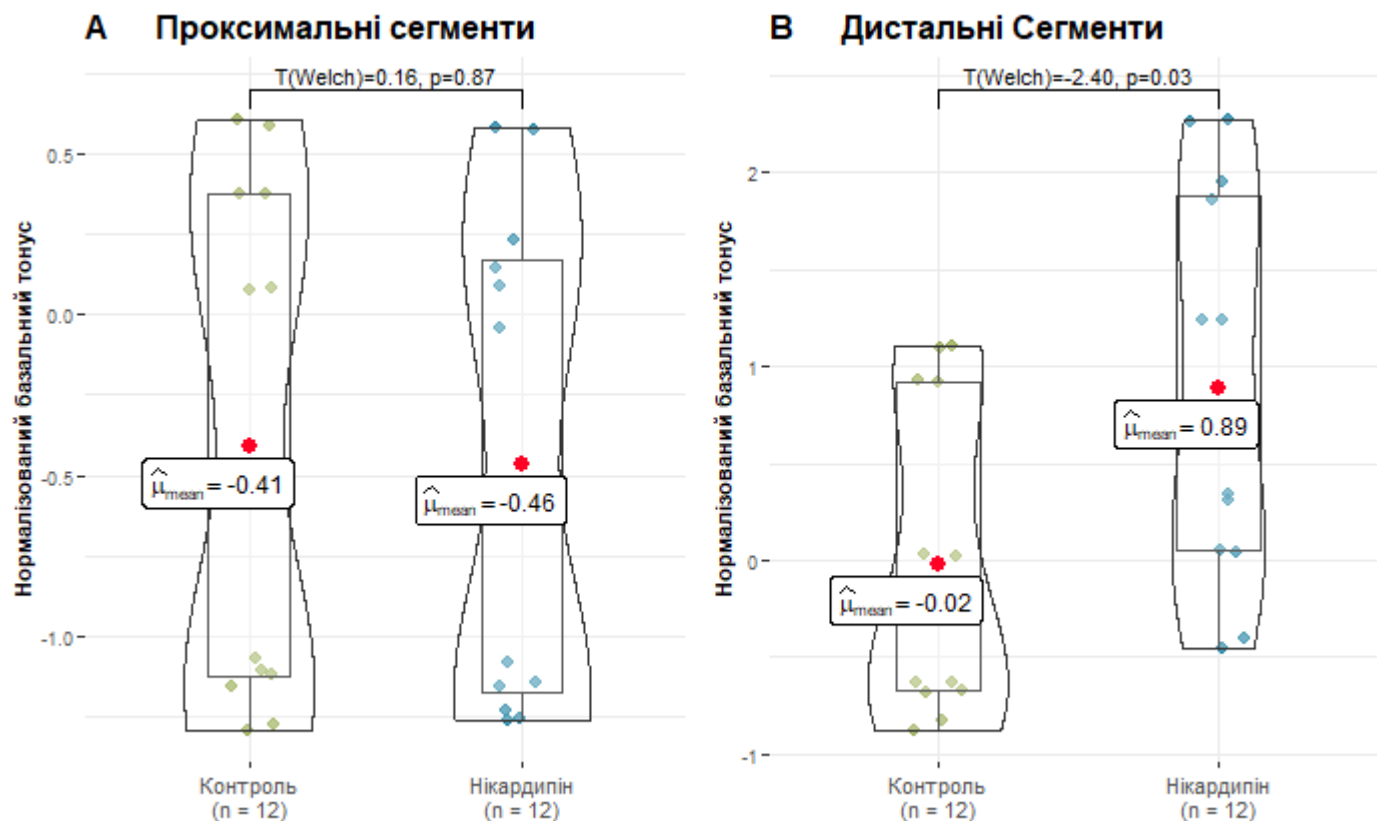 A Проксимальні сегменти
T(Welch)=0.16, p=0.87
Нормалізований базальний тонус
0.5
0.0
-0.5
-1.0
μ̂mean = -0.41
μ̂mean = -0.46
Контроль
(n = 12)
Нікардипін
(n = 12)
B Дистальні Сегменти
T(Welch)=-2.40, p=0.03
Нормалізований базальний тонус
2
1
0
-1
μ̂mean = 0.89
μ̂mean = -0.02
Контроль
(n = 12)
Нікардипін
(n = 12)